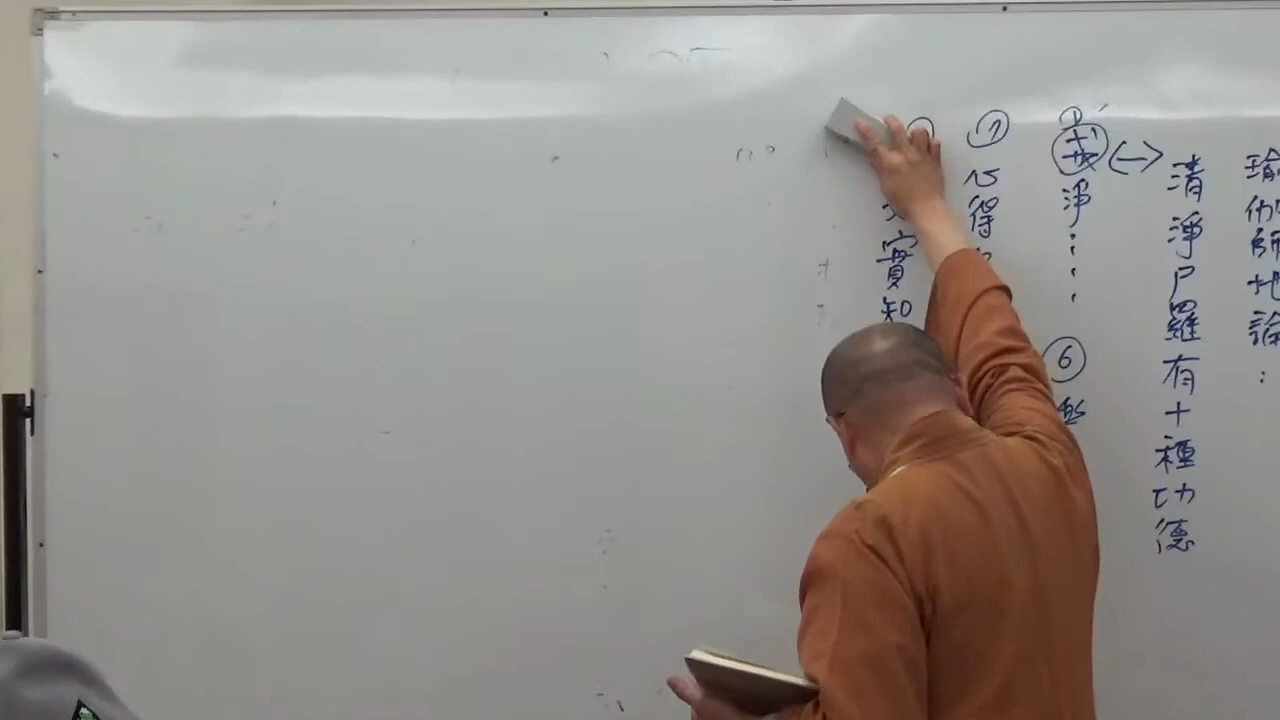 瑜伽師地論：
清淨尸羅有十種功德
(一)
①戒淨⋮
⑥
⑦心得
實知